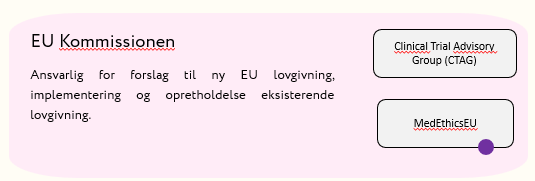 EU Kommissionen
Ansvarlig for forslag til ny EU lovgivning,
implementering og opretholdelse eksisterende
lovgivning.
Clinical Trial Advisory
Group (CTAG)
MedEthicsEU